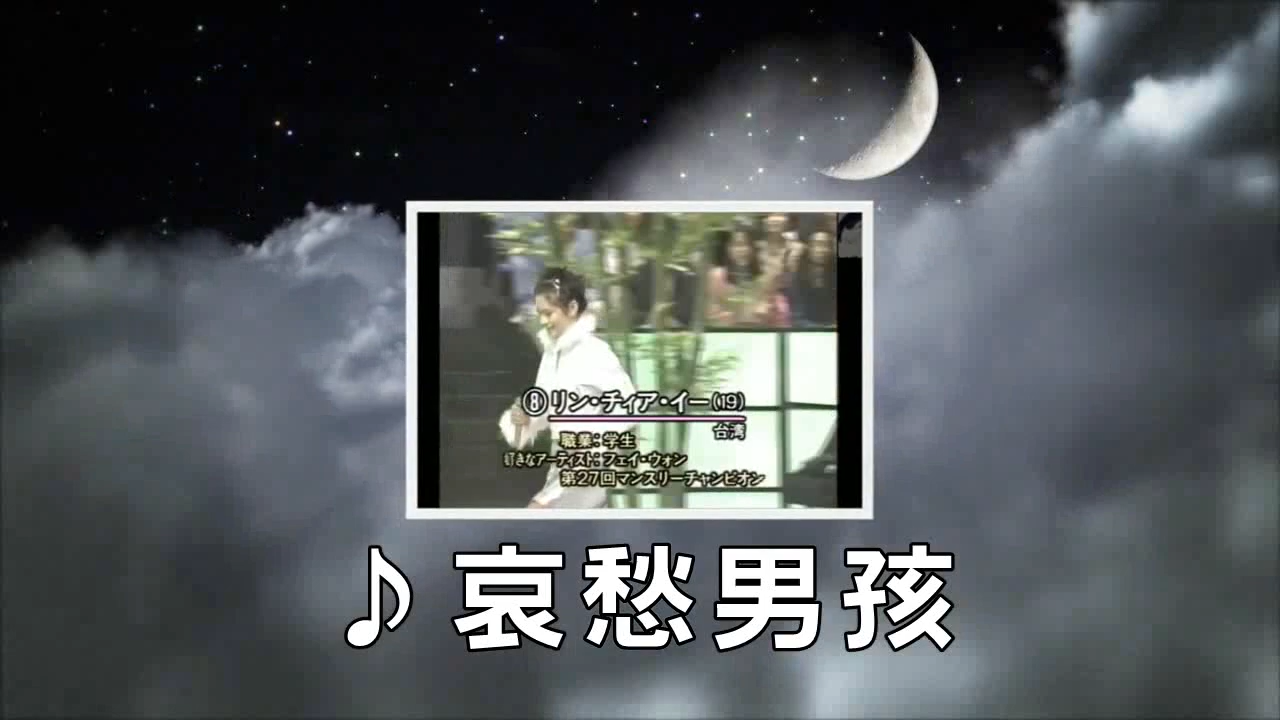 ⑧リン・チィア・イー(19)
台湾
職業:学生
好きなアーティスト:フェイ・ウォン
第27回マンスリーチャンピオン
♪哀愁男孩